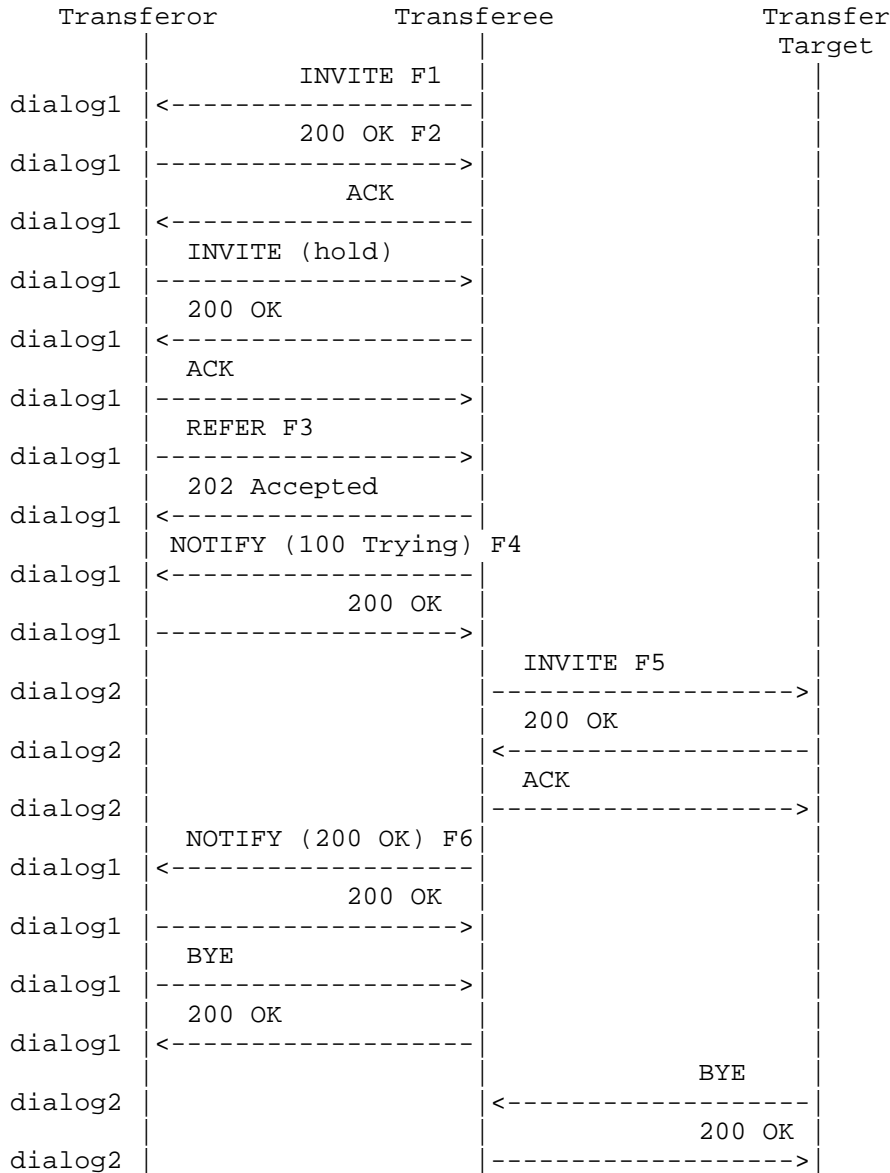 Transferor Transferee Transfer
Target
INVITE F1
dialog1 |<-------------------|
200 OK F2
dialog1 |------------------->|
ACK
dialog1 |<-------------------|
INVITE (hold)
dialog1 |------------------->|
200 OK
dialog1 |<-------------------|
ACK
dialog1 |------------------->|
REFER F3
dialog1 |------------------->|
202 Accepted
dialog1 |<-------------------|
NOTIFY (100 Trying) F4
dialog1 |<-------------------|
200 OK
dialog1 |------------------->|
INVITE F5
dialog2 |------------------->|
200 OK
dialog2 |<-------------------|
ACK
dialog2 |------------------->|
NOTIFY (200 OK) F6
dialog1 |<-------------------|
200 OK
dialog1 |------------------->|
BYE
dialog1 |------------------->|
200 OK
dialog1 |<-------------------|
BYE
dialog2 |<-------------------|
200 OK
dialog2 |------------------->|